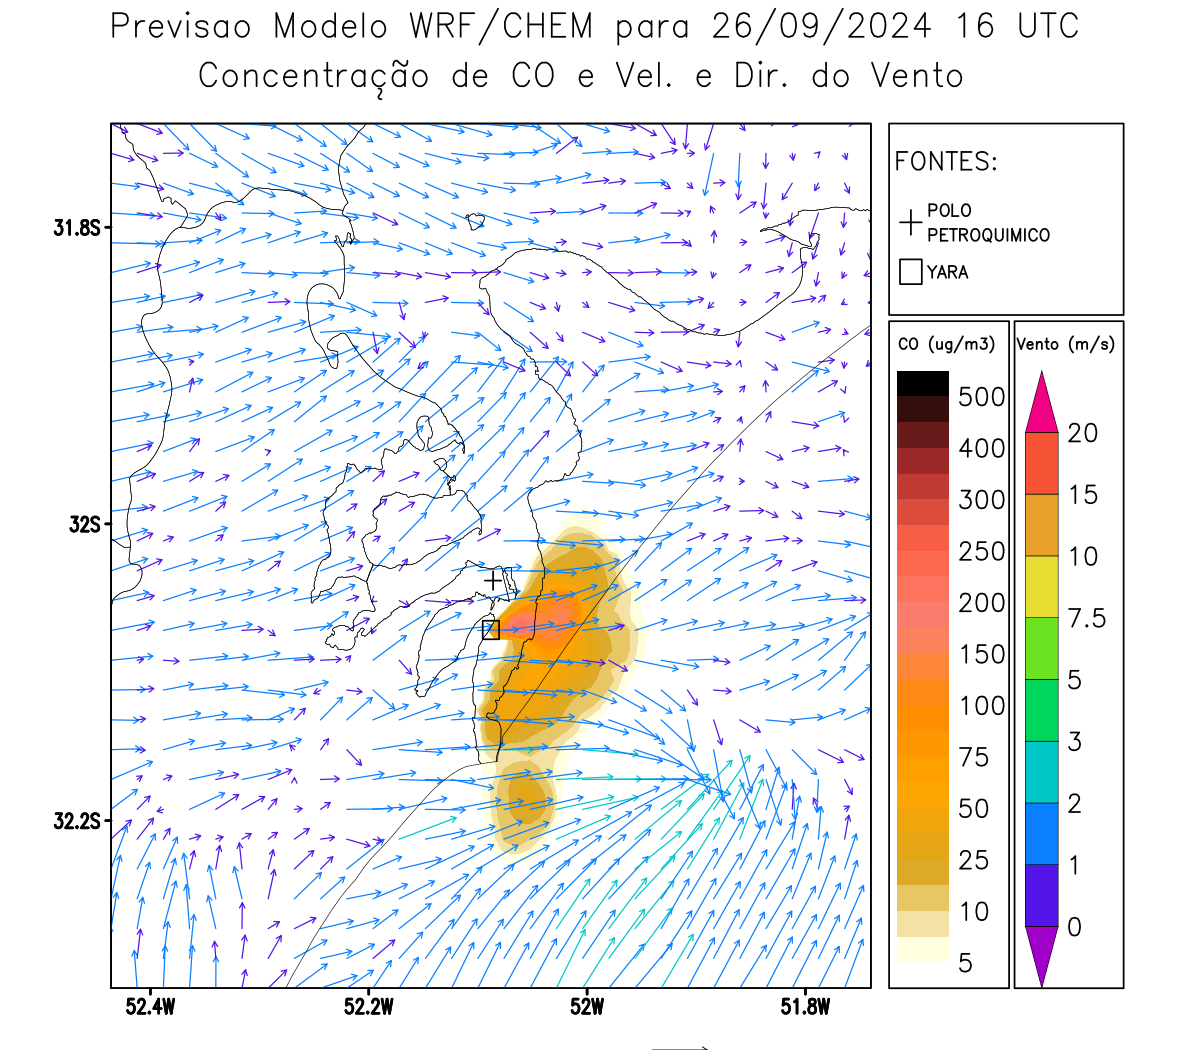 Previsao Modelo WRF/CHEM para 26/09/2024 16 UTC
Concentração de CO e Vel. e Dir. do Vento
FONTES:
POLO
PETROQUIMICO
YARA
CO (ug/m3)
500
400
300
250
200
150
100
75
50
25
10
5
Vento (m/s)
20
15
10
7.5
5
3
2
1
0
31.8S
32S
32.2S
52.4W
52.2W
52W
51.8W